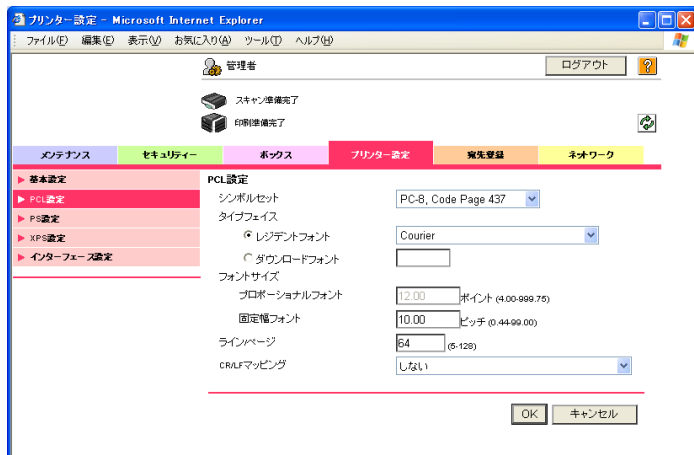 プリンター設定 - Microsoft Internet Explorer
ファイル(F) 編集(E) 表示(V) お気に入り(A) ツール(T) ヘルプ(H)
管理者 ログアウト ?
スキャン準備完了
印刷準備完了
メンテナンス セキュリティー ボックス プリンター設定 宛先登録 ネットワーク
基本設定
PCL設定
PS設定
XPS設定
インターフェース設定
PCL設定
シンボルセット PC-8, Code Page 437
タイプフェイス
レジデントフォント Courier
ダウンロードフォント
フォントサイズ
プロポーショナルフォント 12.00 ポイント (4.00-999.75)
固定幅フォント 10.00 ピッチ (0.44-99.00)
ライン/ページ 64 (5-128)
CR/LFマッピング しない
OK キャンセル